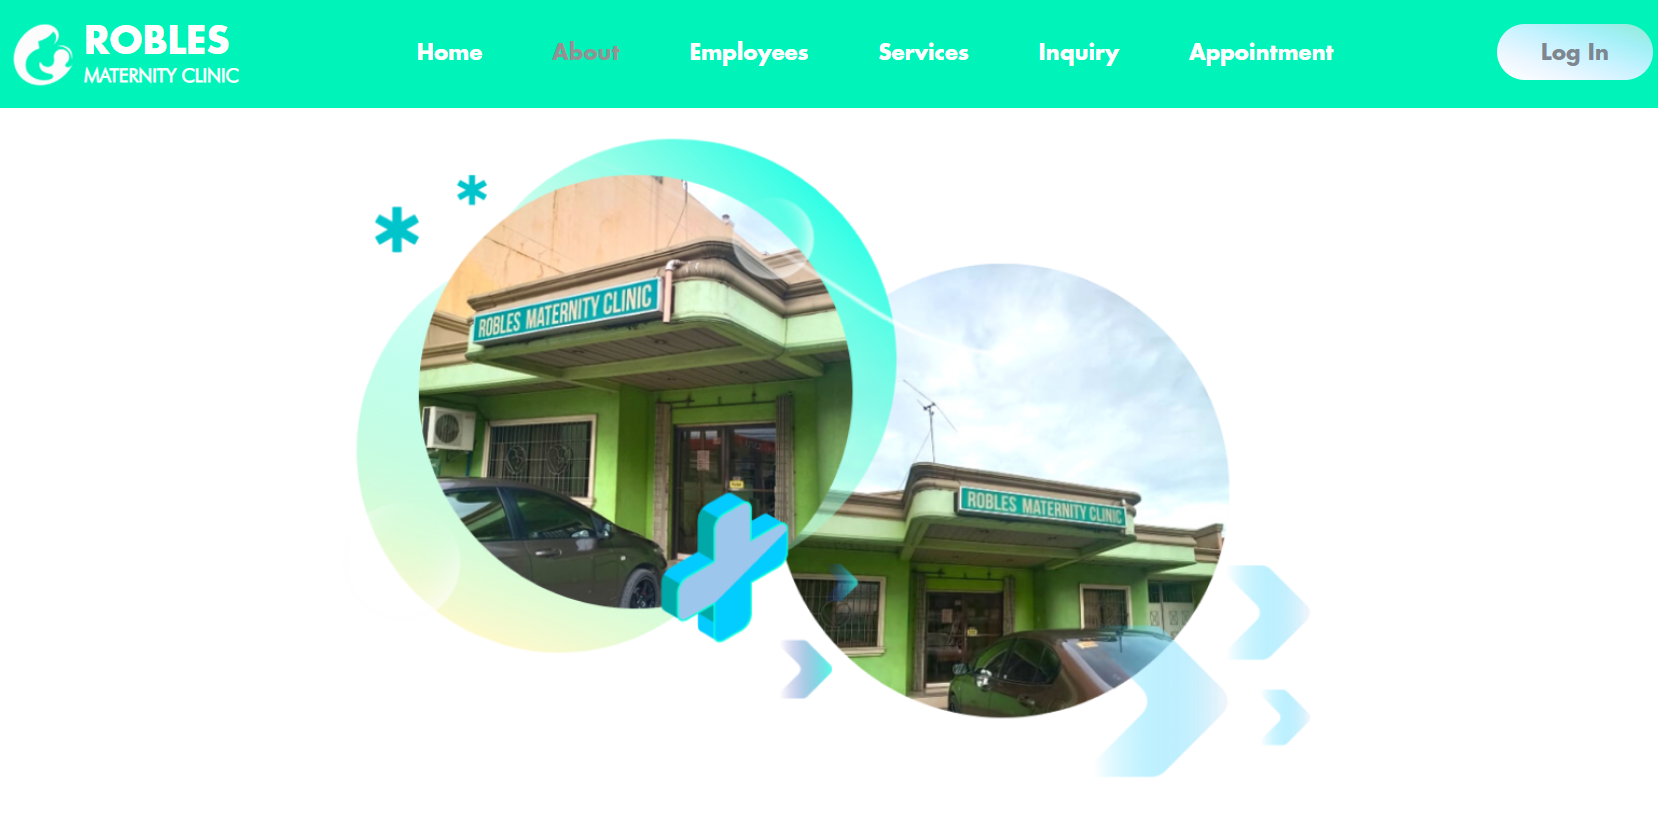 ROBLES
MATERNITY CLINIC
Home
About
Employees
Services
Inquiry
Appointment
Log In
ROBLES MATERNITY CLINIC
ROBLES MATERNITY CLINIC